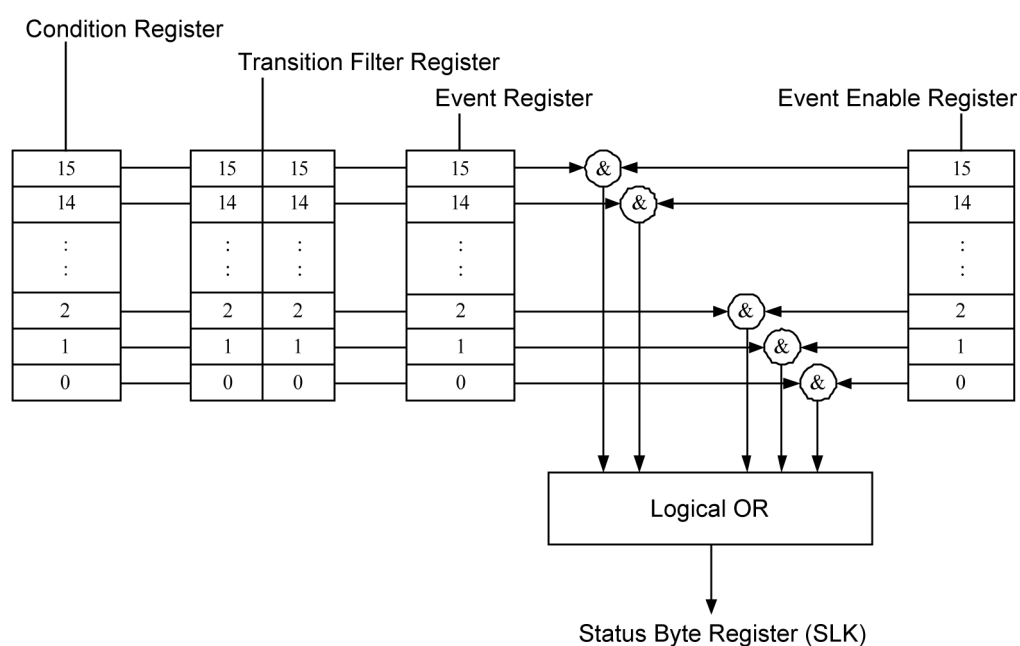 Condition Register
Transition Filter Register
Event Register
Event Enable Register
15 15 15 15 & 15
14 14 14 14 & 14
: : : : :
: : : : :
2 2 2 2 & 2
1 1 1 1 & 1
0 0 0 0 & 0
Logical OR
Status Byte Register (SLK)